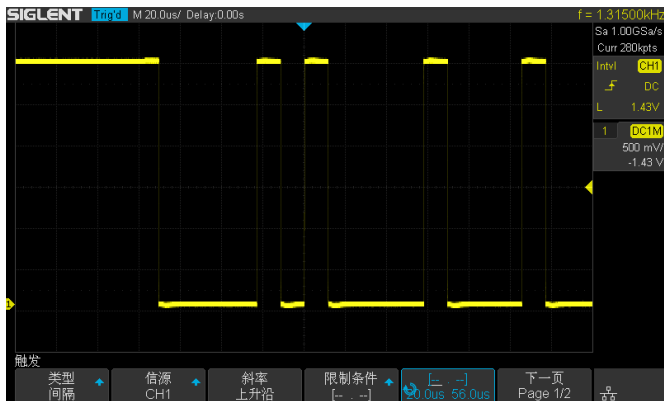 SIGLENT Trig'd M 20.0us/ Delay:0.00s f = 1.31500kHz
Sa 1.00GSa/s
Curr 280kpts
Intvl CH1
DC
L 1.43V
1 DC1M
500 mV/
-1.43 V
1
触发
类型 信源 斜率 限制条件 [-- . --] 下一页
间隔 CH1 上升沿 [-- . --] 20.0us 56.0us Page 1/2